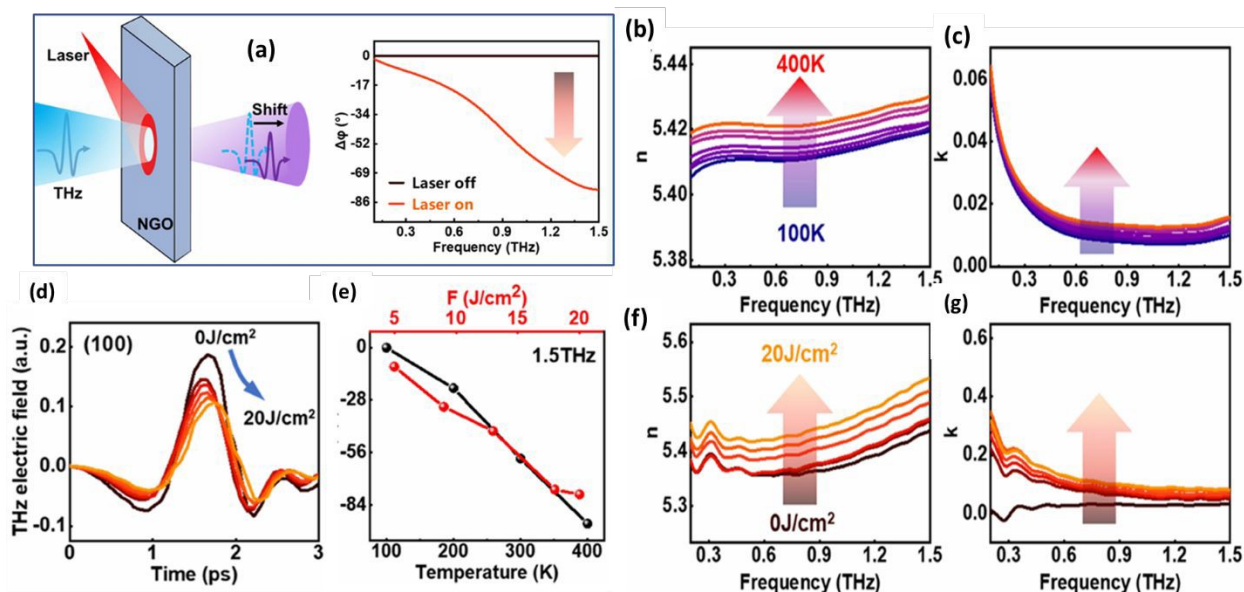 (a)
Laser
Shift
THz
NGO
0
-17
-34
-52
-69
-86
Δφ (°)
Laser off
Laser on
0.3 0.6 0.9 1.2 1.5
Frequency (THz)
(b)
5.44
5.42
5.40
5.38
n
400K
100K
0.3 0.6 0.9 1.2 1.5
Frequency (THz)
(c)
0.06
0.04
0.02
0.00
k
0.3 0.6 0.9 1.2 1.5
Frequency (THz)
(d)
(100)
0J/cm²
20J/cm²
0.2
0.1
0.0
-0.1
THz electric field (a.u.)
0 1 2 3
Time (ps)
(e)
F (J/cm²)
5 10 15 20
1.5THz
0
-28
-56
-84
100 200 300 400
Temperature (K)
(f)
5.6
5.5
5.4
5.3
n
20J/cm²
0J/cm²
0.3 0.6 0.9 1.2 1.5
Frequency (THz)
(g)
0.6
0.4
0.2
0.0
k
0.3 0.6 0.9 1.2 1.5
Frequency (THz)